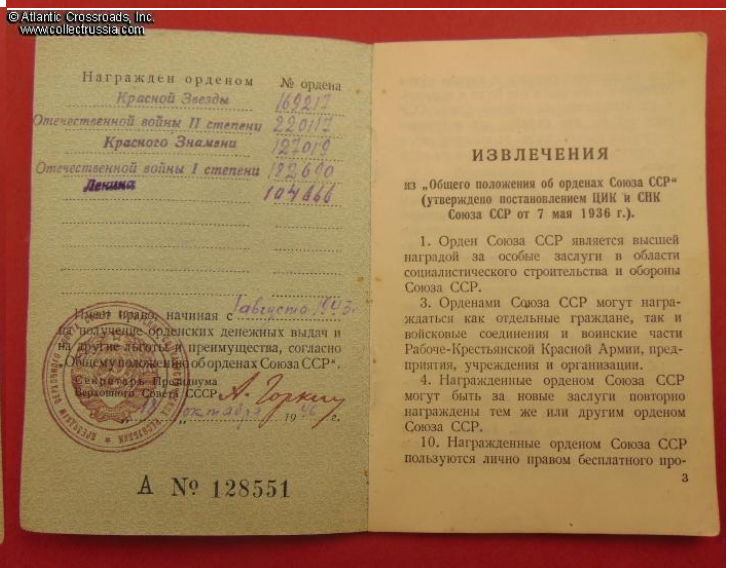 © Atlantic Crossroads, Inc.
www.collectrussia.com
Награжден орденом № ордена
Красной Звезды 169217
Отечественной войны II степени 220117
Красного Знамени 127019
Отечественной войны I степени 182690
Ленина 104666
Имеет право, начиная с 1 августа 1943 г.
на получение орденских денежных выдач и
на другие льготы и преимущества, согласно
„Общему положению об орденах Союза ССР“.
Секретарь Президиума
Верховного Совета СССР А. Горкин
октября 1946 г.
А № 128551
ИЗВЛЕЧЕНИЯ
из „Общего положения об орденах Союза ССР“
(утверждено постановлением ЦИК и СНК
Союза ССР от 7 мая 1936 г.).
1. Орден Союза ССР является высшей
наградой за особые заслуги в области
социалистического строительства и обороны
Союза ССР.
3. Орденами Союза ССР могут награ-
ждаться как отдельные граждане, так и
войсковые соединения и воинские части
Рабоче-Крестьянской Красной Армии, пред-
приятия, учреждения и организации.
4. Награжденные орденом Союза ССР
могут быть за новые заслуги повторно
награждены тем же или другим орденом
Союза ССР.
10. Награжденные орденом Союза ССР
пользуются лично правом бесплатного про-
3